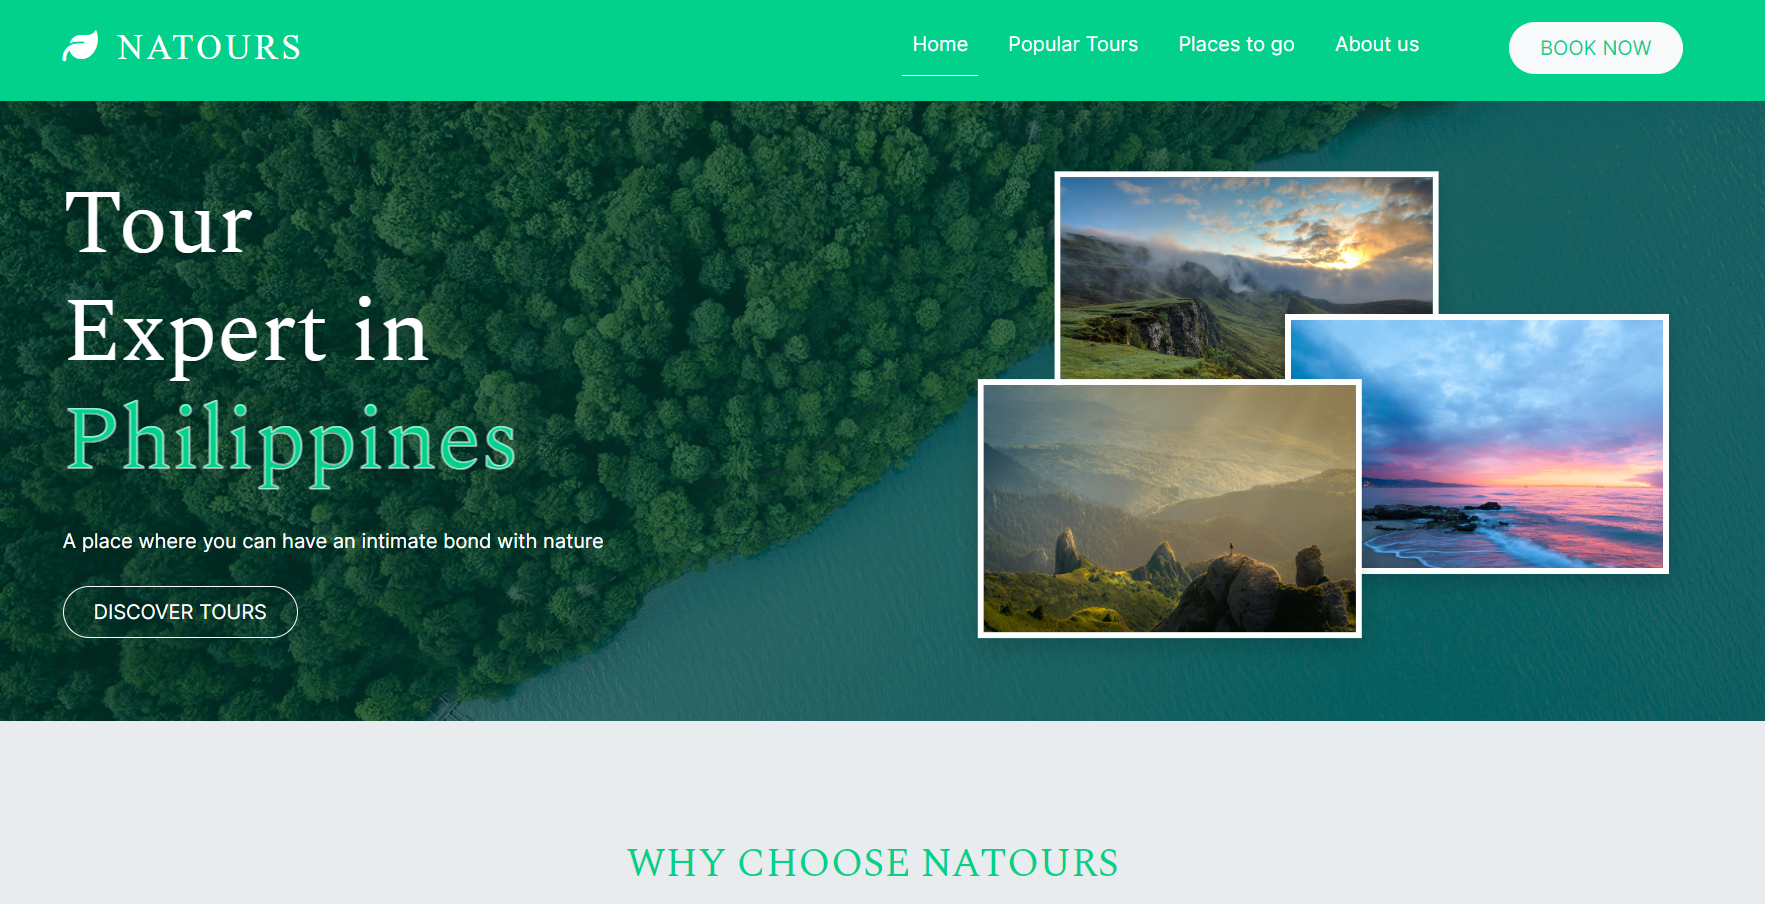 NATOURS
Home
Popular Tours
Places to go
About us
BOOK NOW
Tour
Expert in
Philippines
A place where you can have an intimate bond with nature
DISCOVER TOURS
WHY CHOOSE NATOURS